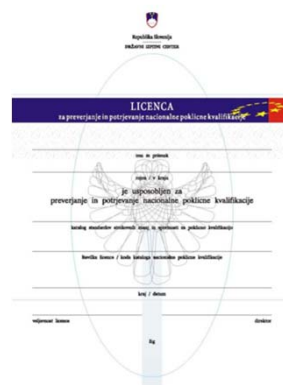 Republika Slovenija
DRŽAVNI IZPITNI CENTER
LICENCA
za preverjanje in potrjevanje nacionalne poklicne kvalifikacije
ime in priimek
rojen / v kraju
je usposobljen za
preverjanje in potrjevanje nacionalne poklicne kvalifikacije
katalog standardov strokovnih znanj in spretnosti za poklicno kvalifikacijo
številka licence / koda kataloga nacionalne poklicne kvalifikacije
kraj / datum
veljavnost licence
direktor
žig